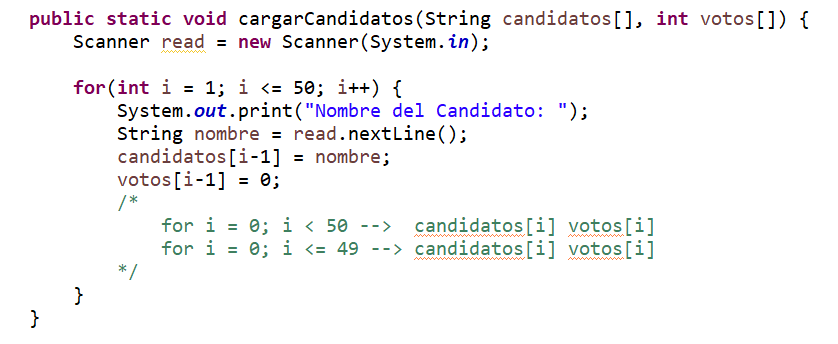 public static void cargarCandidatos(String candidatos[], int votos[]) {
    Scanner read = new Scanner(System.in);

    for(int i = 1; i <= 50; i++) {
        System.out.print("Nombre del Candidato: ");
        String nombre = read.nextLine();
        candidatos[i-1] = nombre;
        votos[i-1] = 0;
        /*
            for i = 0; i < 50 -->  candidatos[i] votos[i]
            for i = 0; i <= 49 --> candidatos[i] votos[i]
        */
    }
}